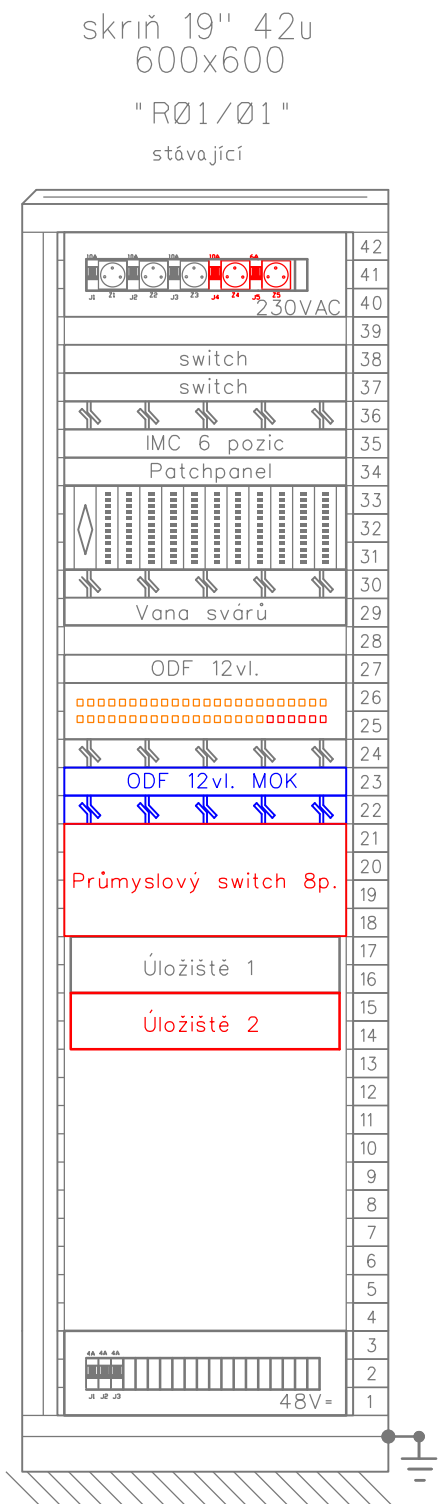 skriň 19" 42u
600x600
"RØ1/Ø1"
stávající
42
10A 10A 10A 10A 6A
41
J1 Z1 J2 Z2 J3 Z3 J4 Z4 J5 Z5
230VAC 40
39
switch 38
switch 37
36
IMC 6 pozic 35
Patchpanel 34
33
32
31
30
Vana svárů 29
28
ODF 12vl. 27
26
25
24
ODF 12vl. MOK 23
22
21
20
Průmyslový switch 8p.
19
18
17
Úložiště 1
16
15
Úložiště 2
14
13
12
11
10
9
8
7
6
5
4
3
4A 4A 4A
2
J1 J2 J3
48V= 1